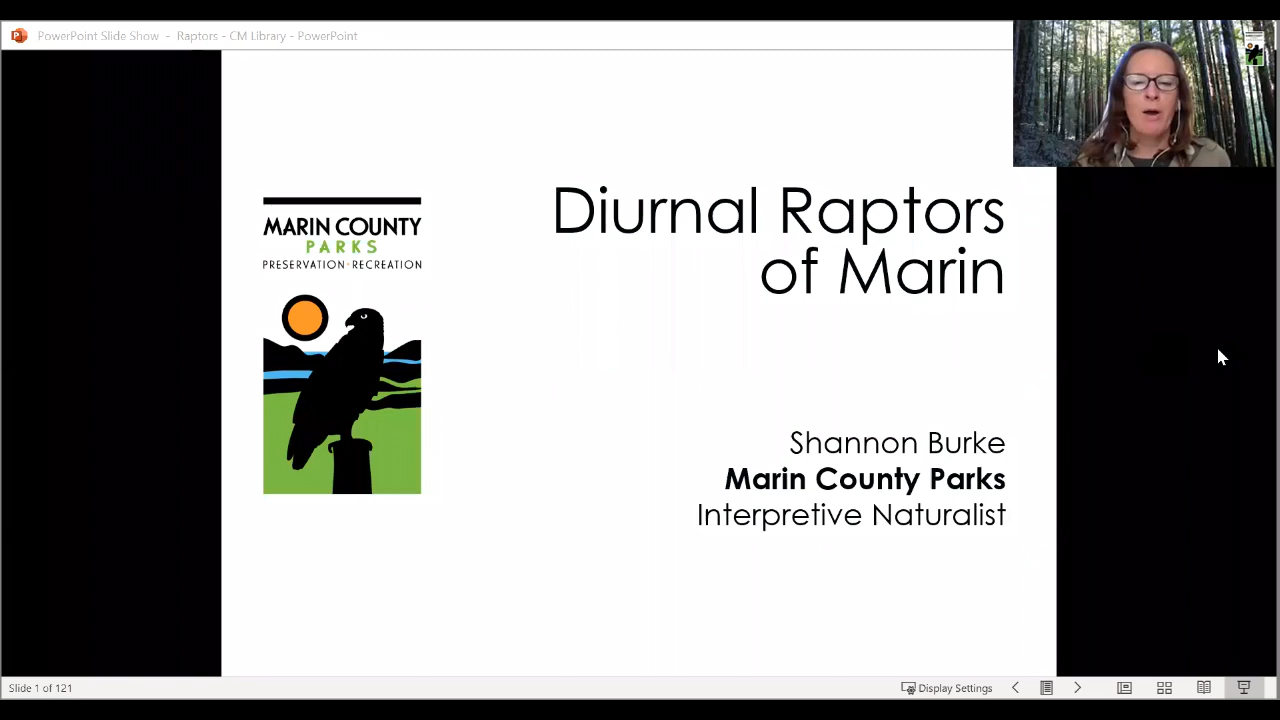 PowerPoint Slide Show - Raptors - CM Library - PowerPoint
MARIN COUNTY
PARKS
PRESERVATION·RECREATION
Diurnal Raptors
of Marin
Shannon Burke
Marin County Parks
Interpretive Naturalist
Slide 1 of 121
Display Settings